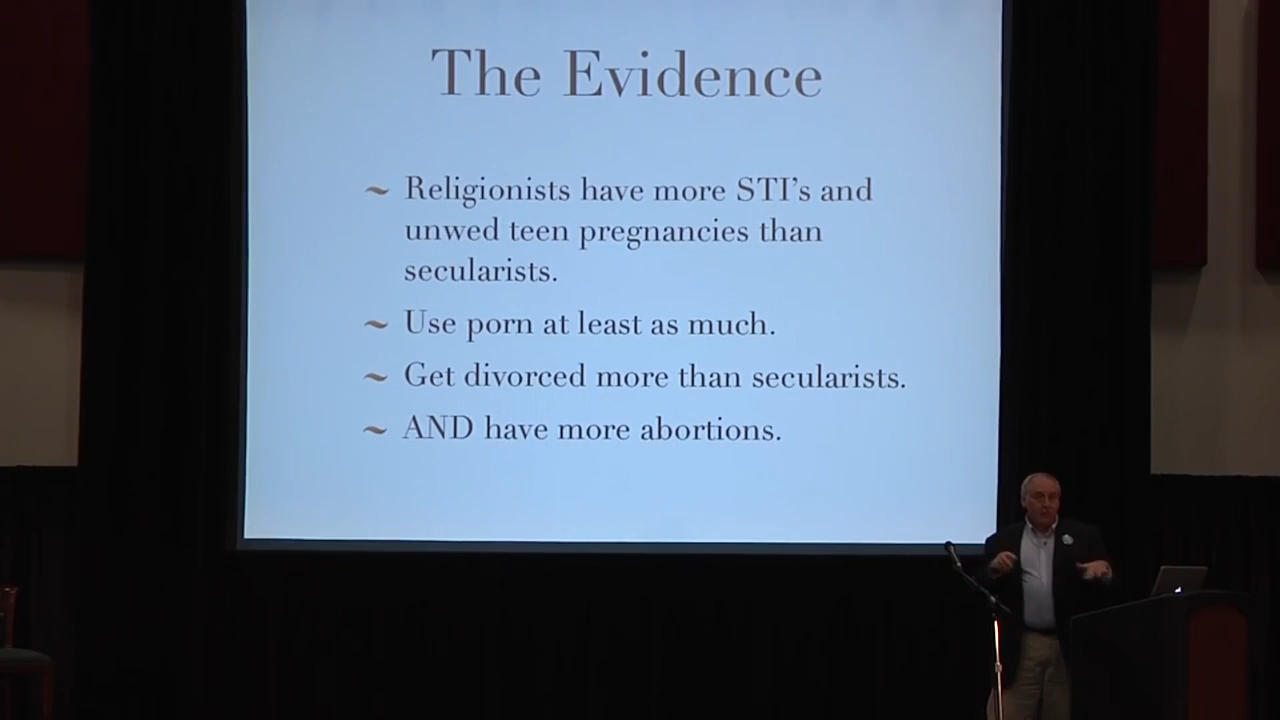 The Evidence
~ Religionists have more STI's and
unwed teen pregnancies than
secularists.
~ Use porn at least as much.
~ Get divorced more than secularists.
~ AND have more abortions.